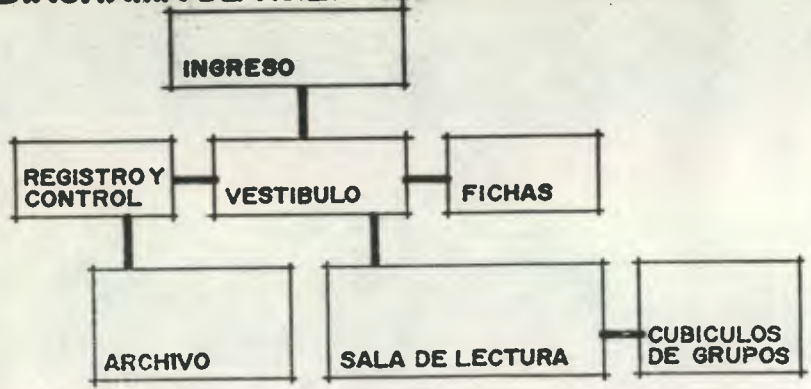 INGRESO
REGISTRO Y
CONTROL
VESTIBULO
FICHAS
ARCHIVO
SALA DE LECTURA
CUBICULOS
DE GRUPOS